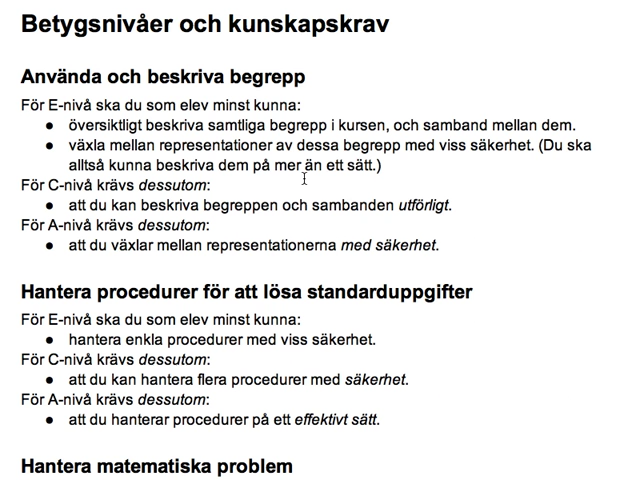 Betygsnivåer och kunskapskrav
Använda och beskriva begrepp
För E-nivå ska du som elev minst kunna:
● översiktligt beskriva samtliga begrepp i kursen, och samband mellan dem.
● växla mellan representationer av dessa begrepp med viss säkerhet. (Du ska
alltså kunna beskriva dem på mer än ett sätt.)
För C-nivå krävs dessutom:
● att du kan beskriva begreppen och sambanden utförligt.
För A-nivå krävs dessutom:
● att du växlar mellan representationerna med säkerhet.
Hantera procedurer för att lösa standarduppgifter
För E-nivå ska du som elev minst kunna:
● hantera enkla procedurer med viss säkerhet.
För C-nivå krävs dessutom:
● att du kan hantera flera procedurer med säkerhet.
För A-nivå krävs dessutom:
● att du hanterar procedurer på ett effektivt sätt.
Hantera matematiska problem